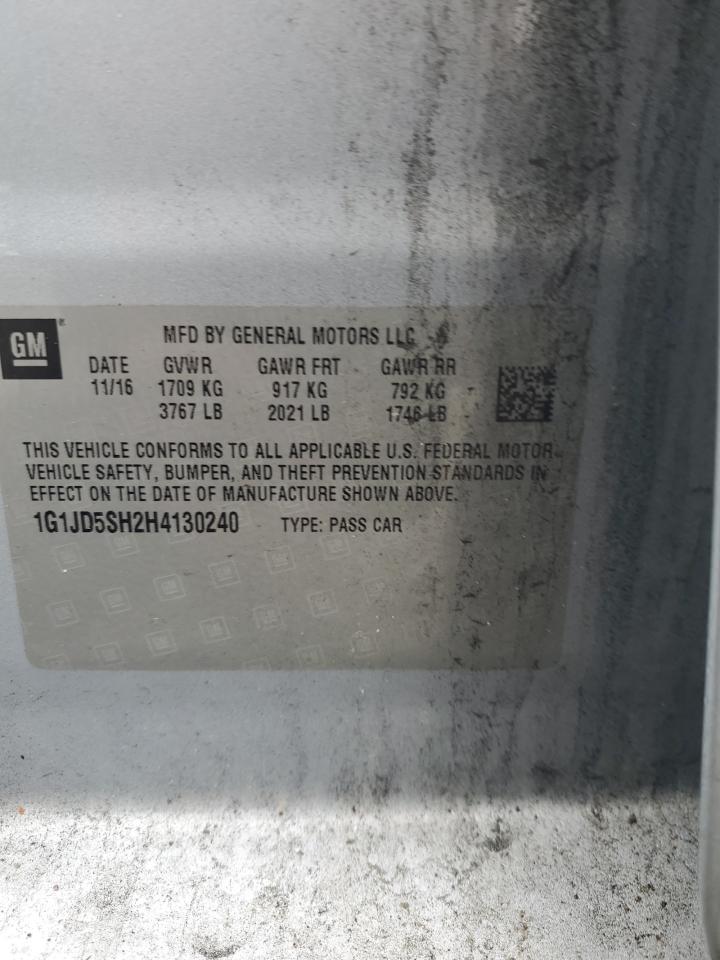 GM
MFD BY GENERAL MOTORS LLC
DATE GVWR GAWR FRT GAWR RR
11/16 1709 KG 917 KG 792 KG
3767 LB 2021 LB 1746 LB
THIS VEHICLE CONFORMS TO ALL APPLICABLE U.S. FEDERAL MOTOR
VEHICLE SAFETY, BUMPER, AND THEFT PREVENTION STANDARDS IN
EFFECT ON THE DATE OF MANUFACTURE SHOWN ABOVE.
1G1JD5SH2H4130240 TYPE: PASS CAR